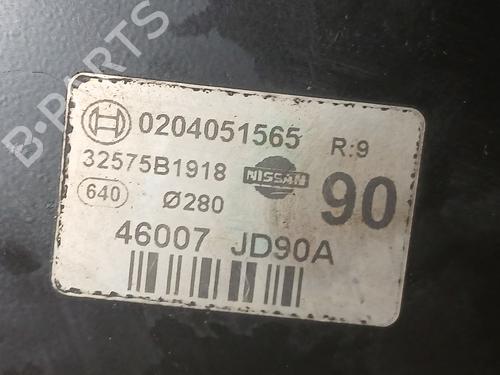 B-PARTS
0204051565 R:9
32575B1918 NISSAN 90
640 Ø280
46007 JD90A